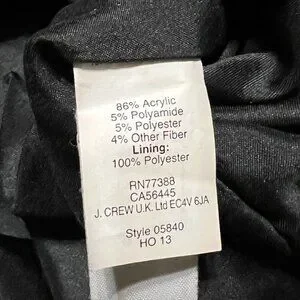 86% Acrylic
5% Polyamide
5% Polyester
4% Other Fiber
Lining:
100% Polyester
RN77388
CA56445
J. CREW U.K. Ltd EC4V 6JA
Style 05840
HO 13